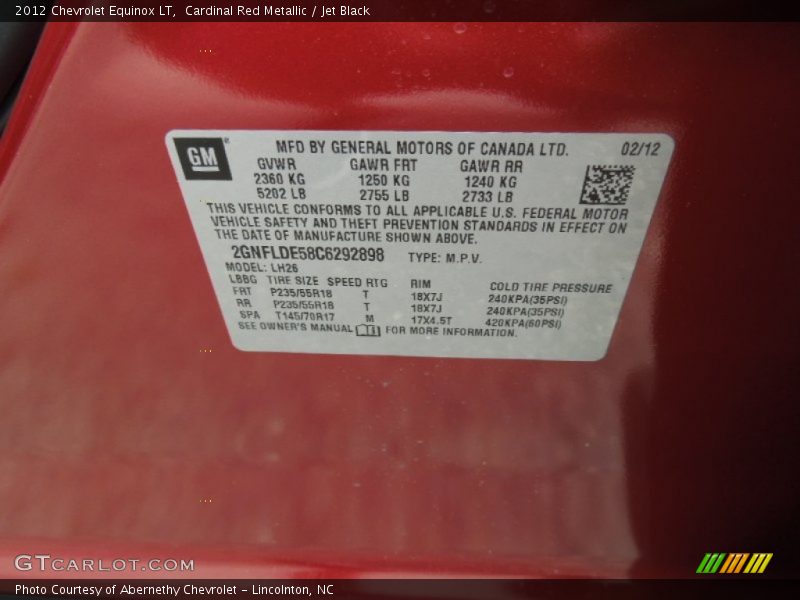 2012 Chevrolet Equinox LT, Cardinal Red Metallic / Jet Black
GM
MFD BY GENERAL MOTORS OF CANADA LTD. 02/12
GVWR GAWR FRT GAWR RR
2360 KG 1250 KG 1240 KG
5202 LB 2755 LB 2733 LB
THIS VEHICLE CONFORMS TO ALL APPLICABLE U.S. FEDERAL MOTOR
VEHICLE SAFETY AND THEFT PREVENTION STANDARDS IN EFFECT ON
THE DATE OF MANUFACTURE SHOWN ABOVE.
2GNFLDE58C6292898 TYPE: M.P.V.
MODEL: LH26
LBBG TIRE SIZE SPEED RTG RIM COLD TIRE PRESSURE
FRT P235/55R18 T 18X7J 240KPA(35PSI)
RR P235/55R18 T 18X7J 240KPA(35PSI)
SPA T145/70R17 M 17X4.5T 420KPA(60PSI)
SEE OWNER'S MANUAL FOR MORE INFORMATION.
GTCARLOT.COM
Photo Courtesy of Abernethy Chevrolet – Lincolnton, NC